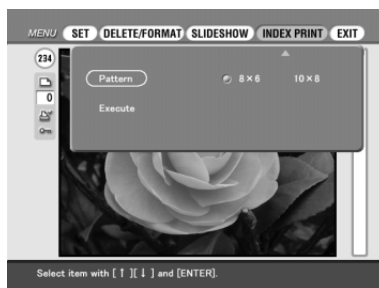 MENU SET DELETE/FORMAT SLIDESHOW INDEX PRINT EXIT
234
Pattern 8×6 10×8
0
Execute
Select item with [ ↑ ][ ↓ ] and [ENTER].